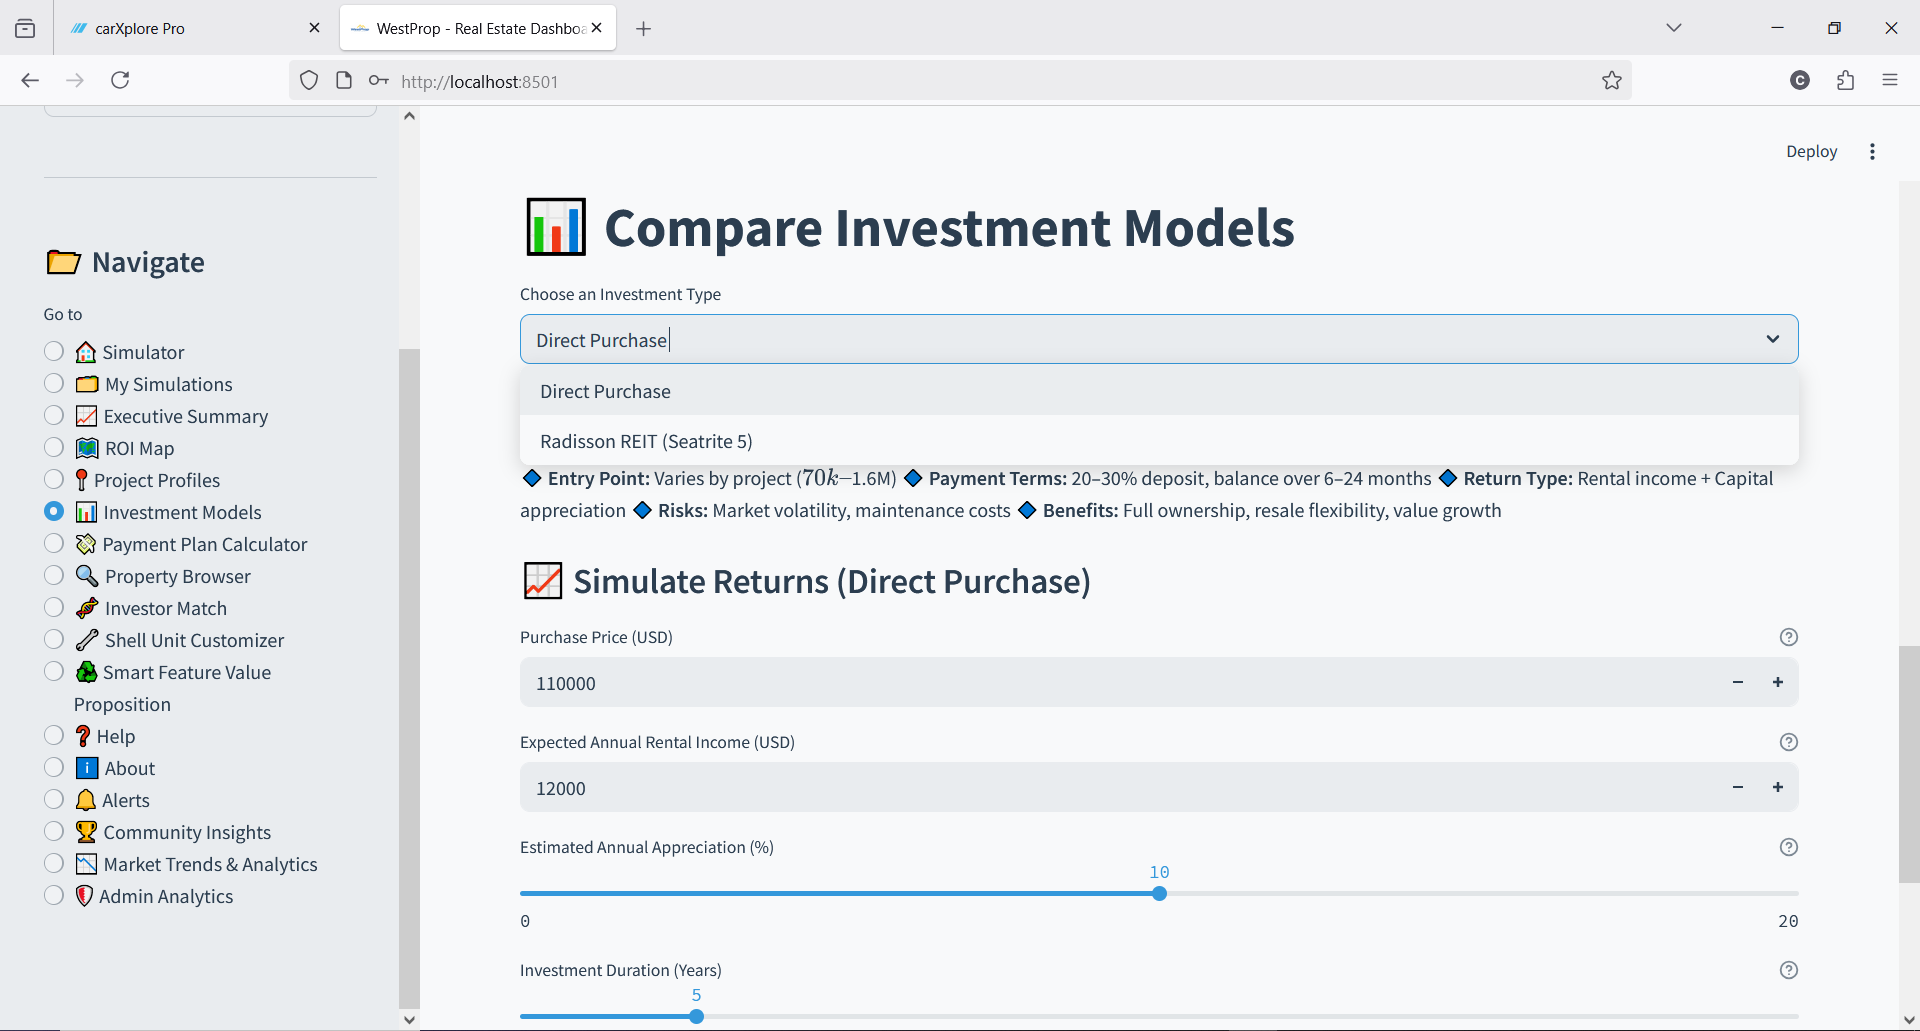 carXplore Pro
WestProp - Real Estate Dashboa
http://localhost:8501
C
Deploy
Navigate
Go to
Simulator
My Simulations
Executive Summary
ROI Map
Project Profiles
Investment Models
Payment Plan Calculator
Property Browser
Investor Match
Shell Unit Customizer
Smart Feature Value
Proposition
Help
About
Alerts
Community Insights
Market Trends & Analytics
Admin Analytics
Compare Investment Models
Choose an Investment Type
Direct Purchase
Direct Purchase
Radisson REIT (Seatrite 5)
Entry Point: Varies by project (70k–1.6M) Payment Terms: 20–30% deposit, balance over 6–24 months Return Type: Rental income + Capital
appreciation Risks: Market volatility, maintenance costs Benefits: Full ownership, resale flexibility, value growth
Simulate Returns (Direct Purchase)
Purchase Price (USD)
110000
Expected Annual Rental Income (USD)
12000
Estimated Annual Appreciation (%)
10
0 20
Investment Duration (Years)
5